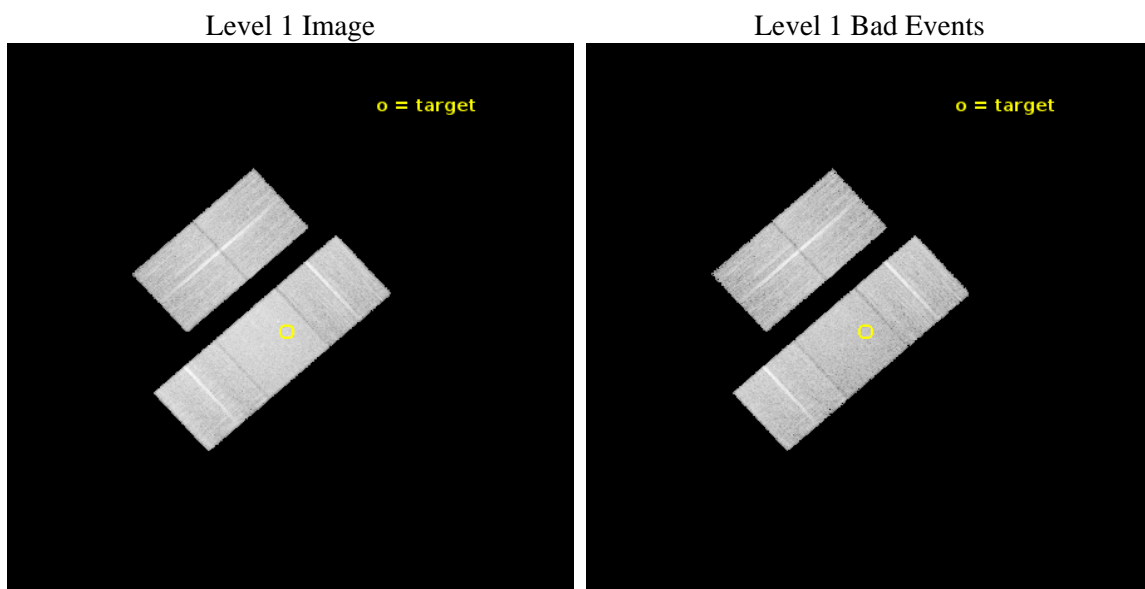 Level 1 Image
Level 1 Bad Events
o = target
o = target